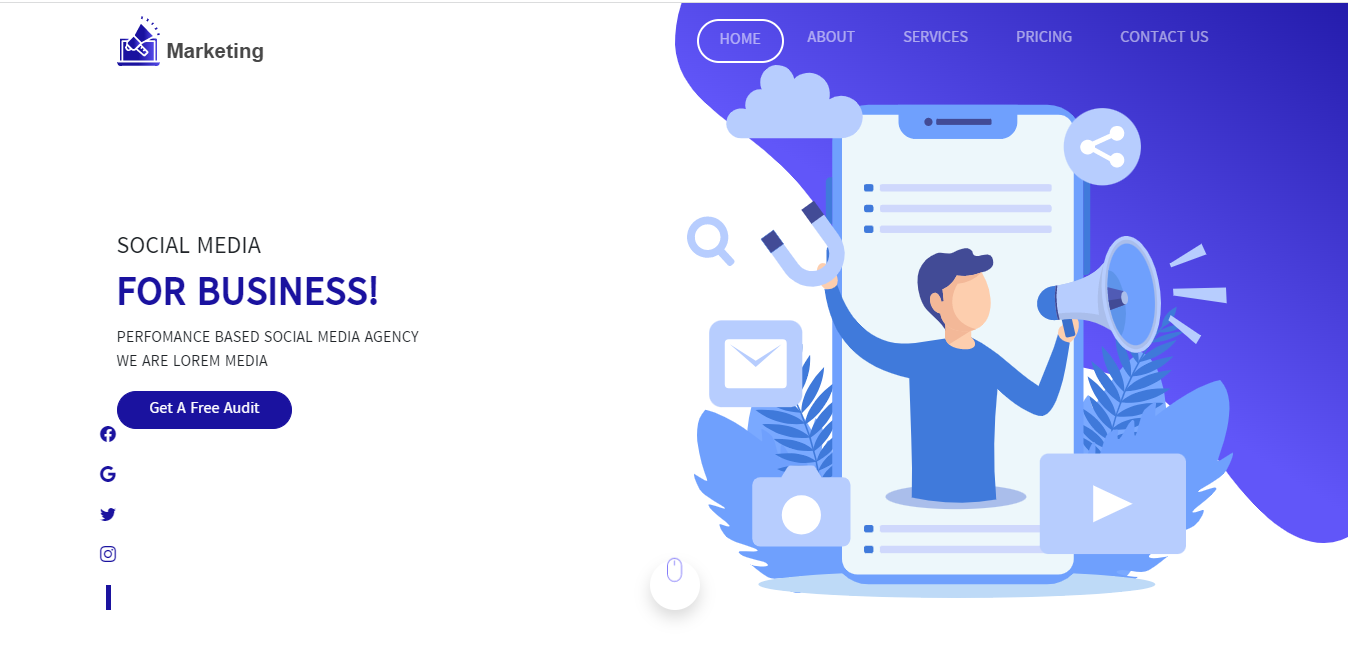 Marketing
HOME
ABOUT
SERVICES
PRICING
CONTACT US
SOCIAL MEDIA
FOR BUSINESS!
PERFOMANCE BASED SOCIAL MEDIA AGENCY
WE ARE LOREM MEDIA
Get A Free Audit